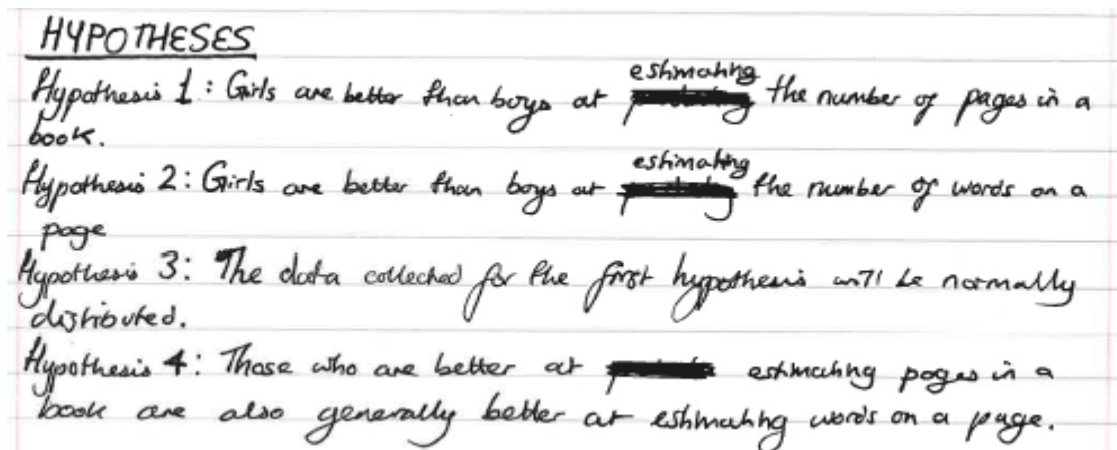 HYPOTHESES
Hypothesis 1: Girls are better than boys at estimating the number of pages in a
book.
Hypothesis 2: Girls are better than boys at estimating the number of words on a
page
Hypothesis 3: The data collected for the first hypothesis will be normally
distributed.
Hypothesis 4: Those who are better at estimating pages in a
book are also generally better at estimating words on a page.